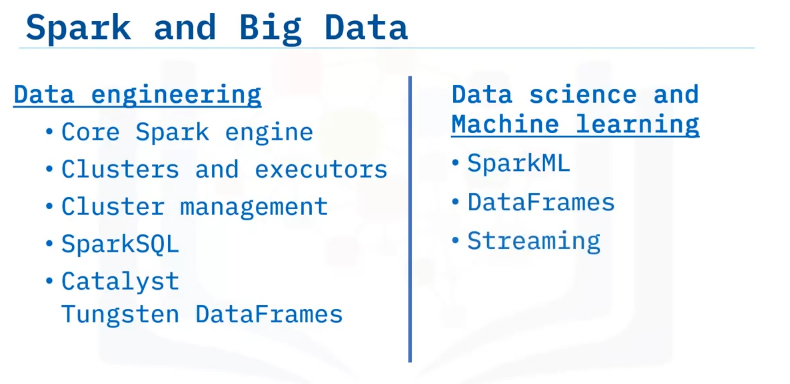 Spark and Big Data
Data engineering
• Core Spark engine
• Clusters and executors
• Cluster management
• SparkSQL
• Catalyst
Tungsten DataFrames
Data science and
Machine learning
• SparkML
• DataFrames
• Streaming